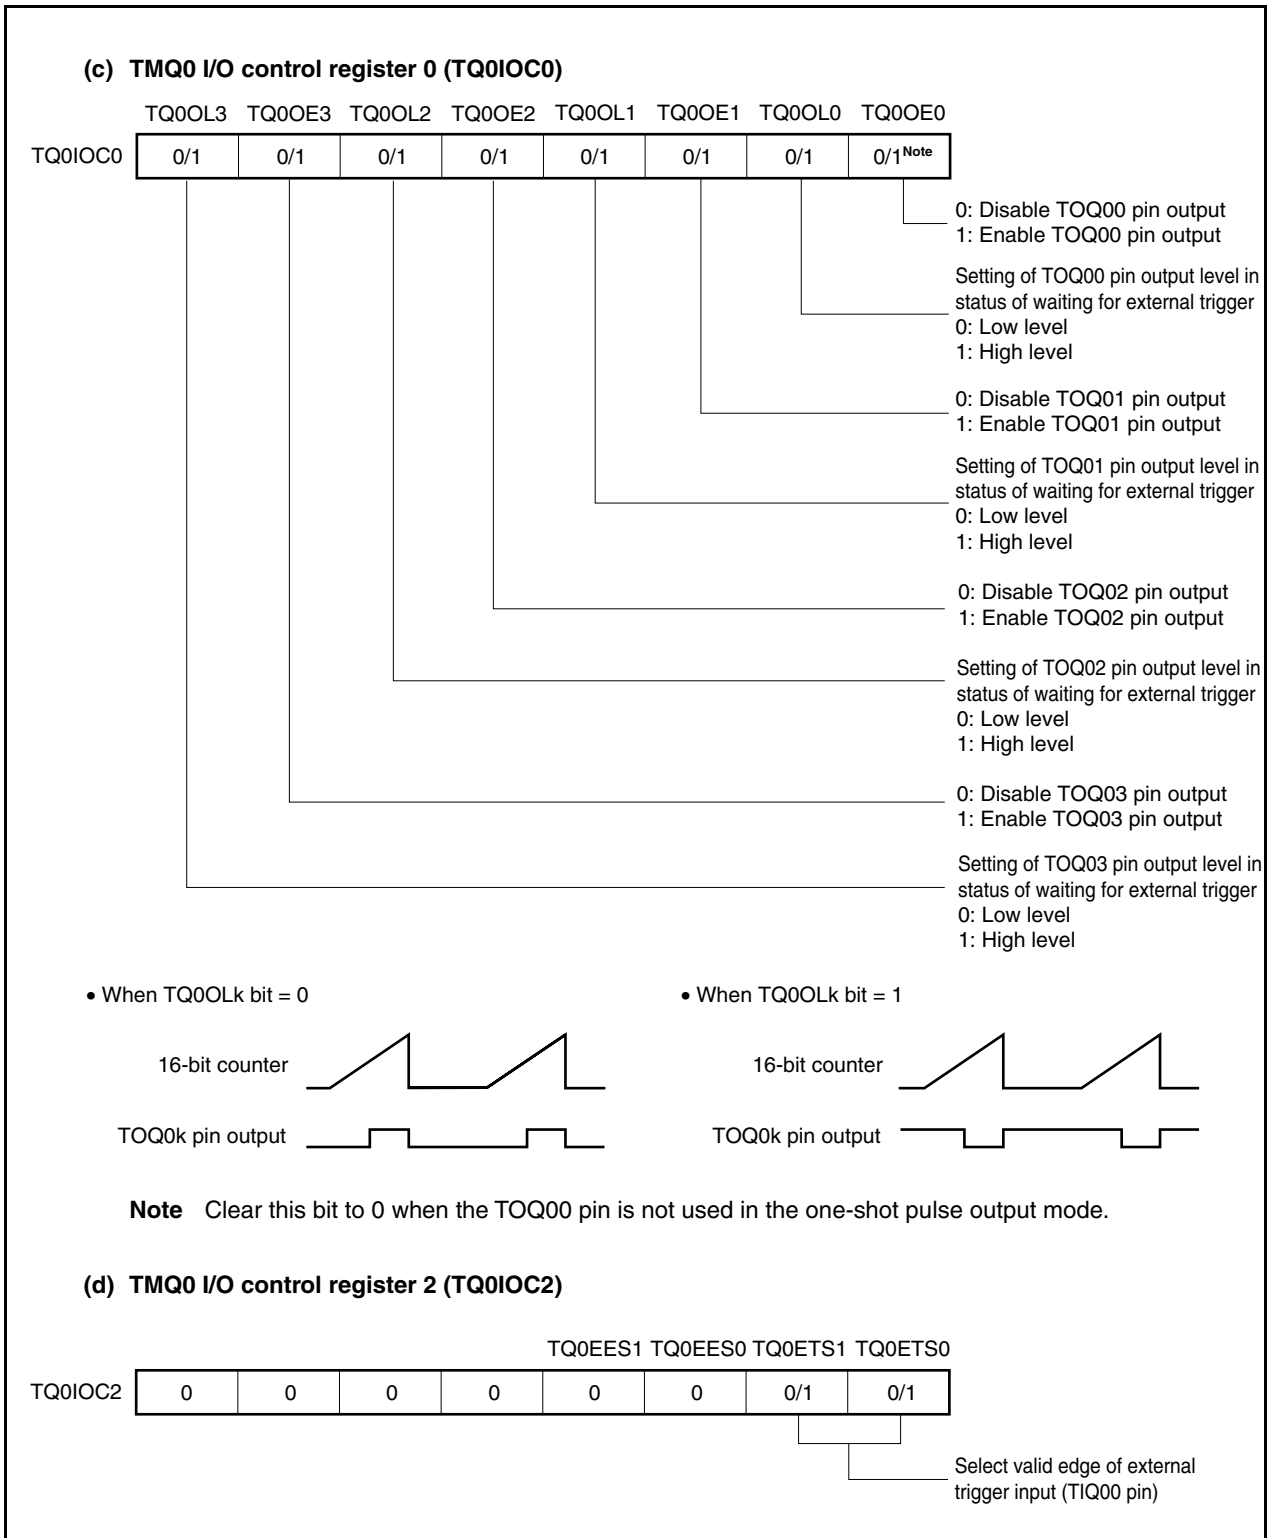 (c) TMQ0 I/O control register 0 (TQ0IOC0)
TQ0OL3 TQ0OE3 TQ0OL2 TQ0OE2 TQ0OL1 TQ0OE1 TQ0OL0 TQ0OE0
TQ0IOC0 0/1 0/1 0/1 0/1 0/1 0/1 0/1 0/1Note
0: Disable TOQ00 pin output
1: Enable TOQ00 pin output
Setting of TOQ00 pin output level in
status of waiting for external trigger
0: Low level
1: High level
0: Disable TOQ01 pin output
1: Enable TOQ01 pin output
Setting of TOQ01 pin output level in
status of waiting for external trigger
0: Low level
1: High level
0: Disable TOQ02 pin output
1: Enable TOQ02 pin output
Setting of TOQ02 pin output level in
status of waiting for external trigger
0: Low level
1: High level
0: Disable TOQ03 pin output
1: Enable TOQ03 pin output
Setting of TOQ03 pin output level in
status of waiting for external trigger
0: Low level
1: High level
• When TQ0OLk bit = 0
16-bit counter
TOQ0k pin output
• When TQ0OLk bit = 1
16-bit counter
TOQ0k pin output
Note Clear this bit to 0 when the TOQ00 pin is not used in the one-shot pulse output mode.
(d) TMQ0 I/O control register 2 (TQ0IOC2)
TQ0EES1 TQ0EES0 TQ0ETS1 TQ0ETS0
TQ0IOC2 0 0 0 0 0 0 0/1 0/1
Select valid edge of external
trigger input (TIQ00 pin)